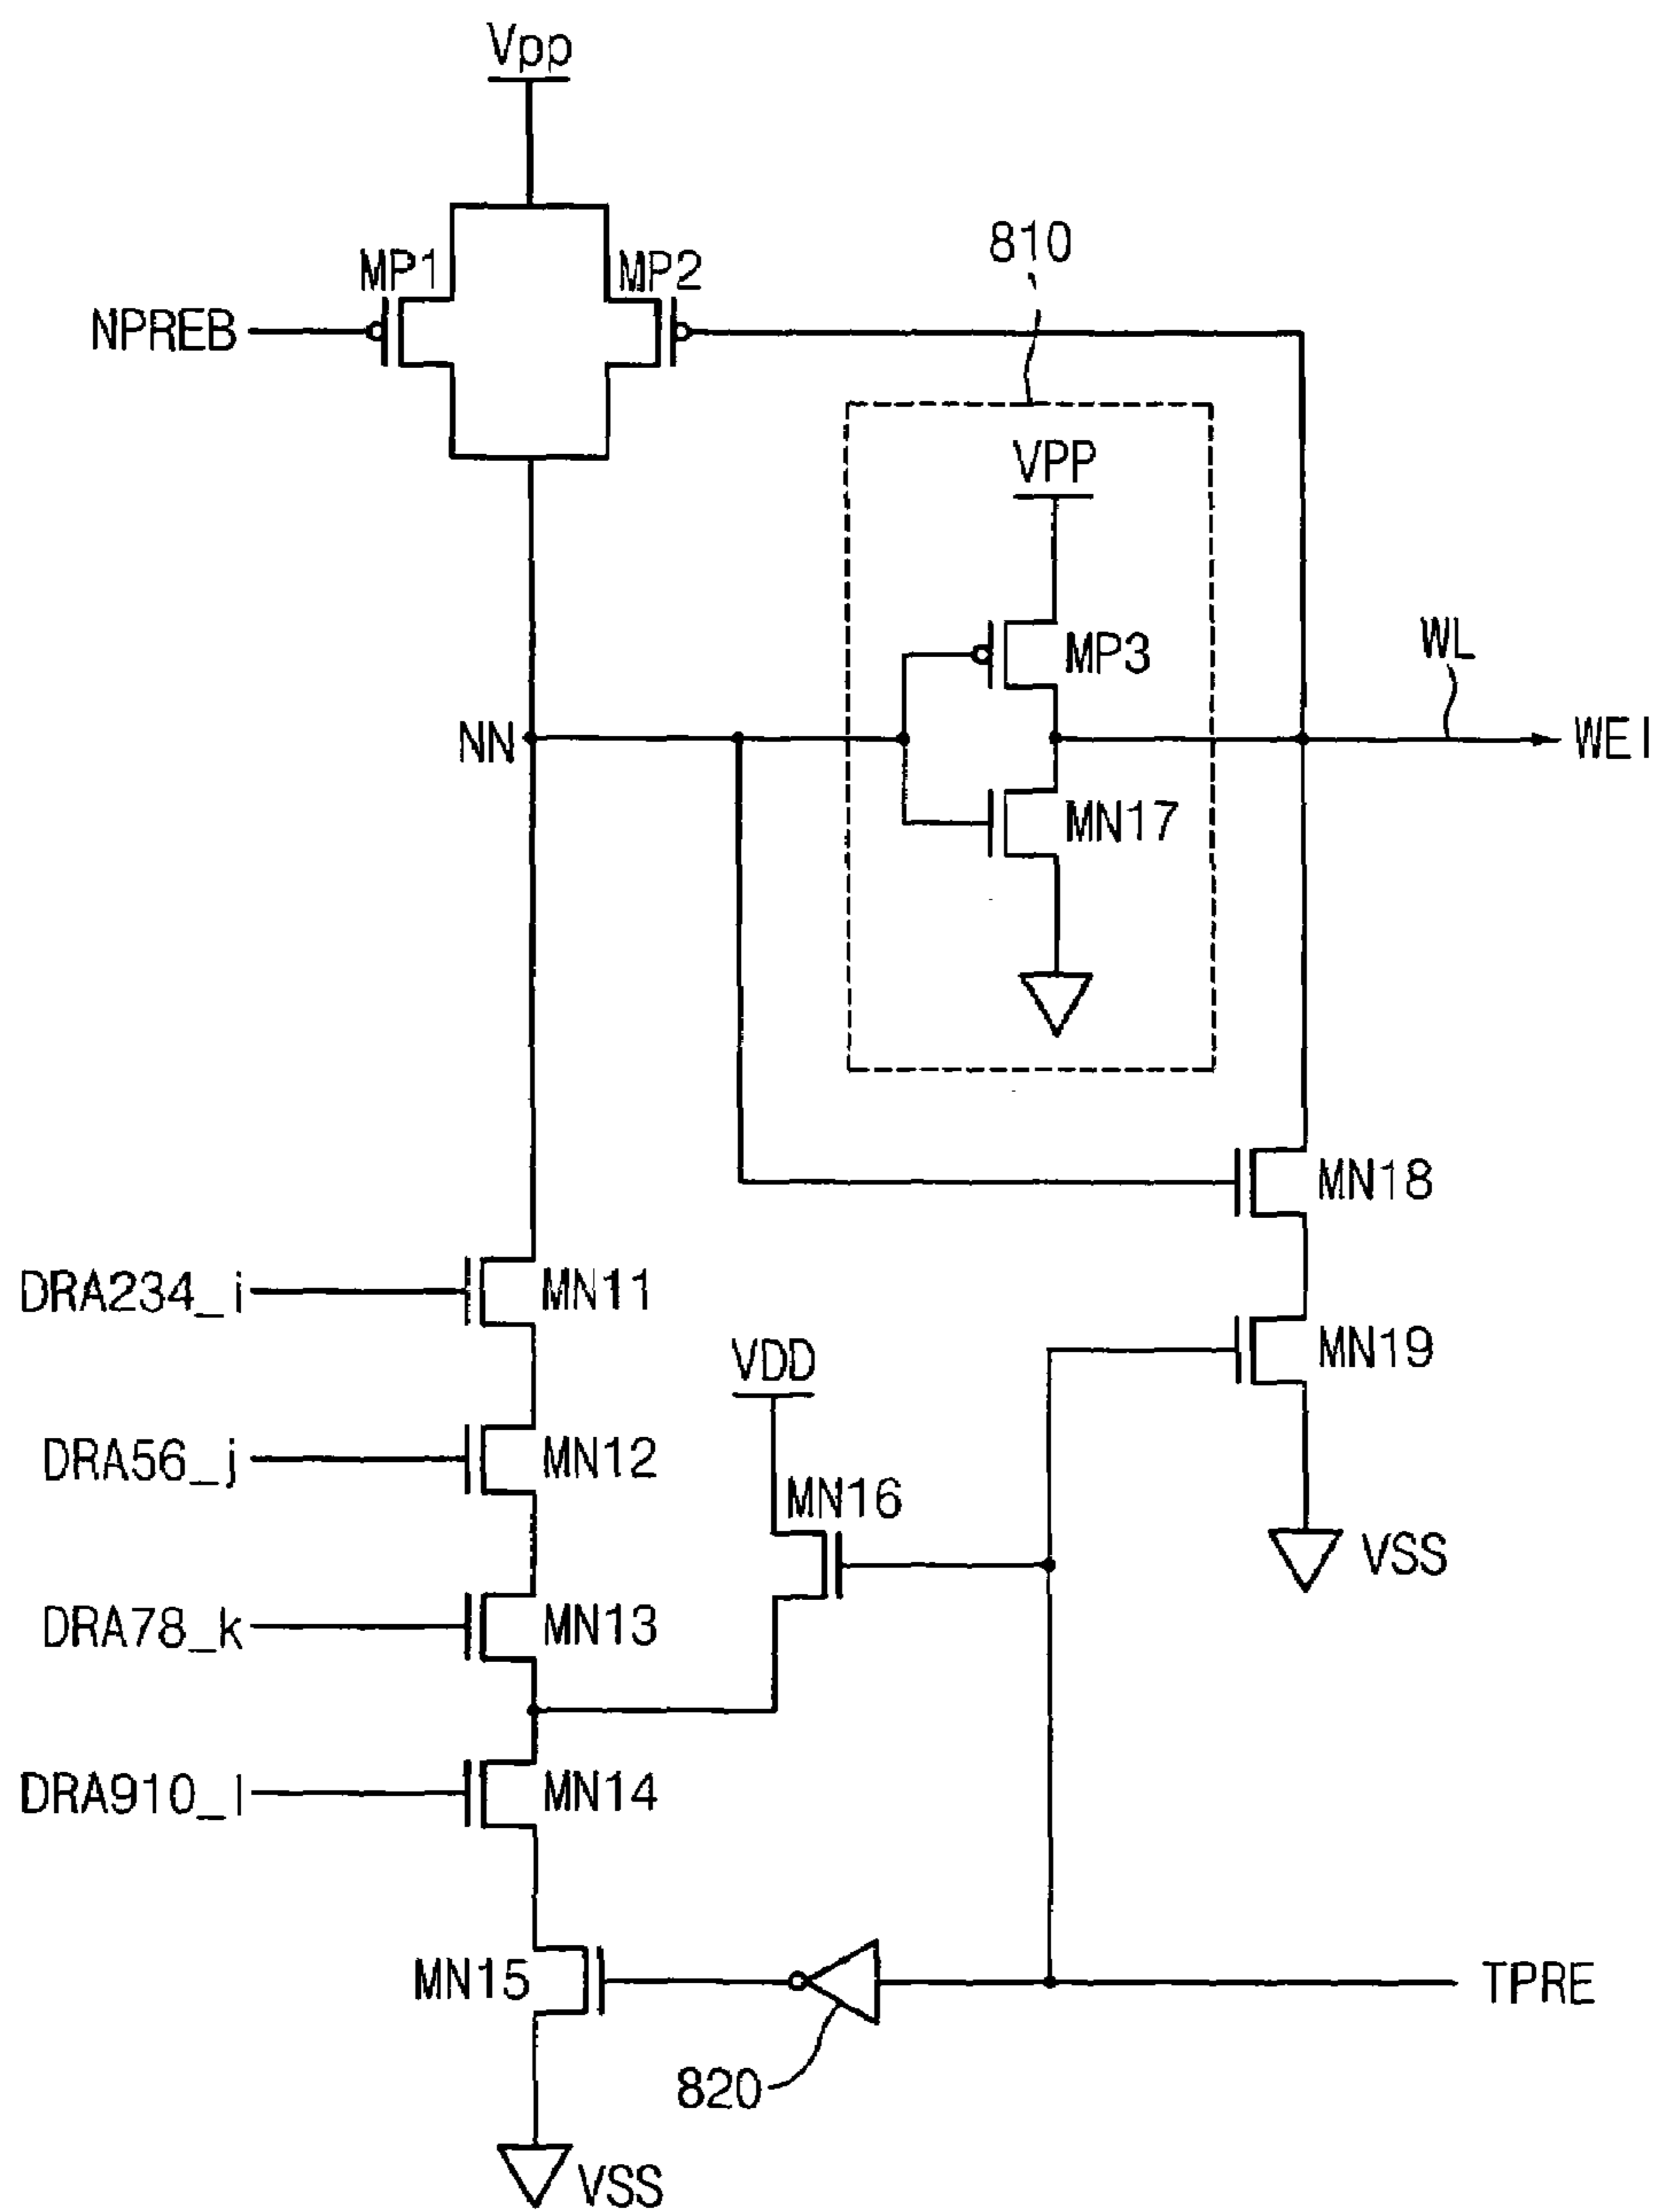 Vpp
810
MP1
MP2
NPREB
VPP
MP3
WL
NN
WEI
MN17
MN18
DRA234_i
MN11
MN19
VDD
DRA56_j
MN12
MN16
VSS
DRA78_k
MN13
DRA910_l
MN14
MN15
TPRE
820
VSS